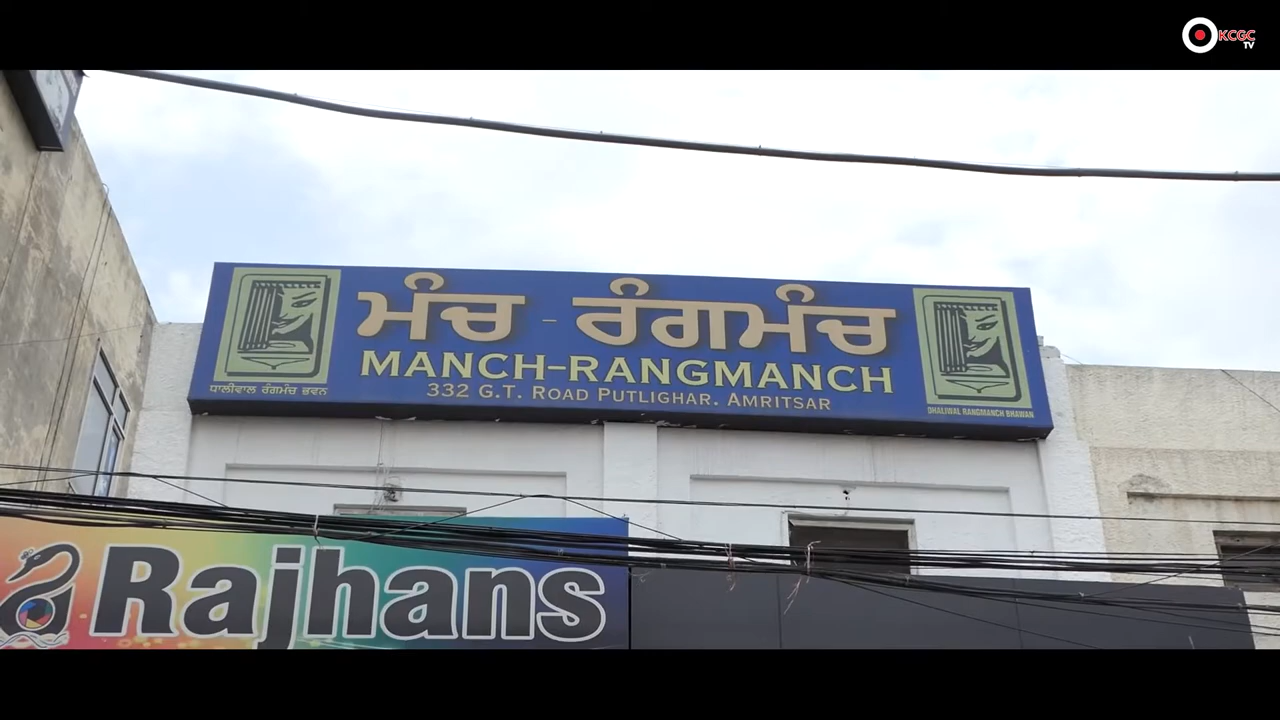 KCGC
TV
ਮੰਚ - ਰੰਗਮੰਚ
MANCH-RANGMANCH
332 G.T. ROAD PUTLIGHAR. AMRITSAR
ਧਾਲੀਵਾਲ ਰੰਗਮੰਚ ਭਵਨ
DHALIWAL RANGMANCH BHAWAN
Rajhans